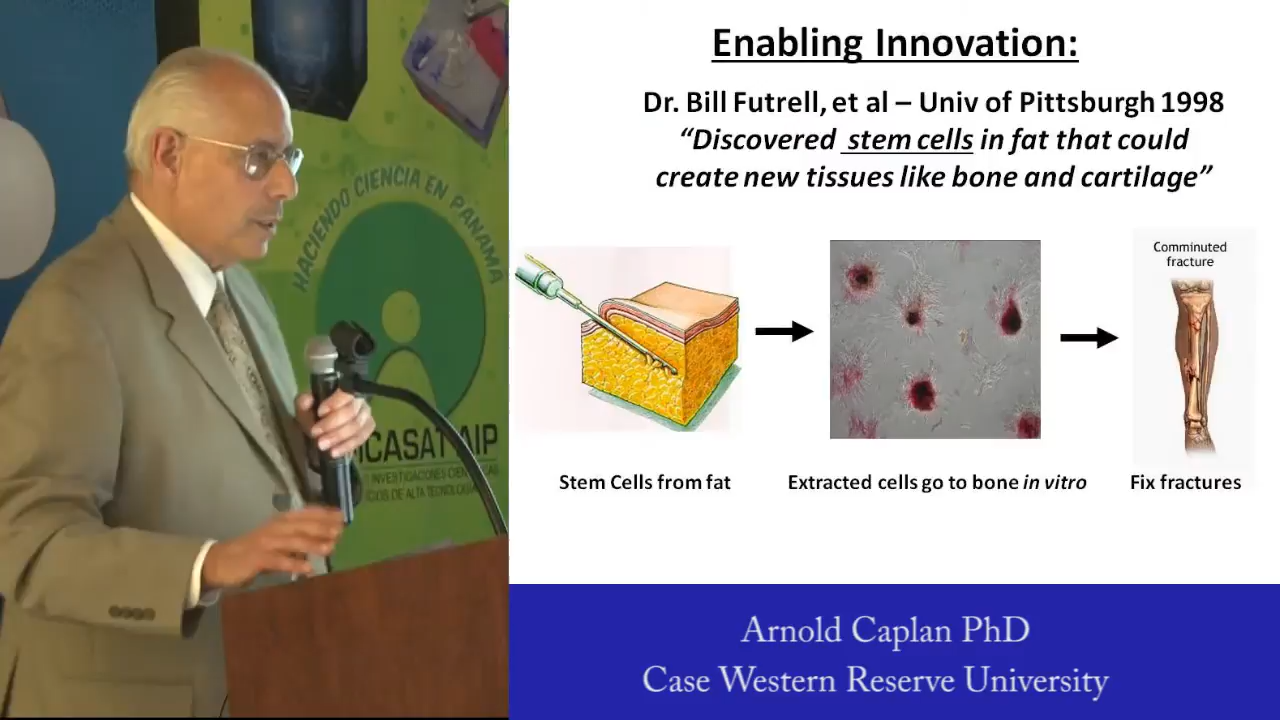 Enabling Innovation:
Dr. Bill Futrell, et al – Univ of Pittsburgh 1998
“Discovered stem cells in fat that could
create new tissues like bone and cartilage”
Comminuted
fracture
Stem Cells from fat
Extracted cells go to bone in vitro
Fix fractures
HACIENDO CIENCIA EN PANAMA
AIP
DE ALTA
Arnold Caplan PhD
Case Western Reserve University